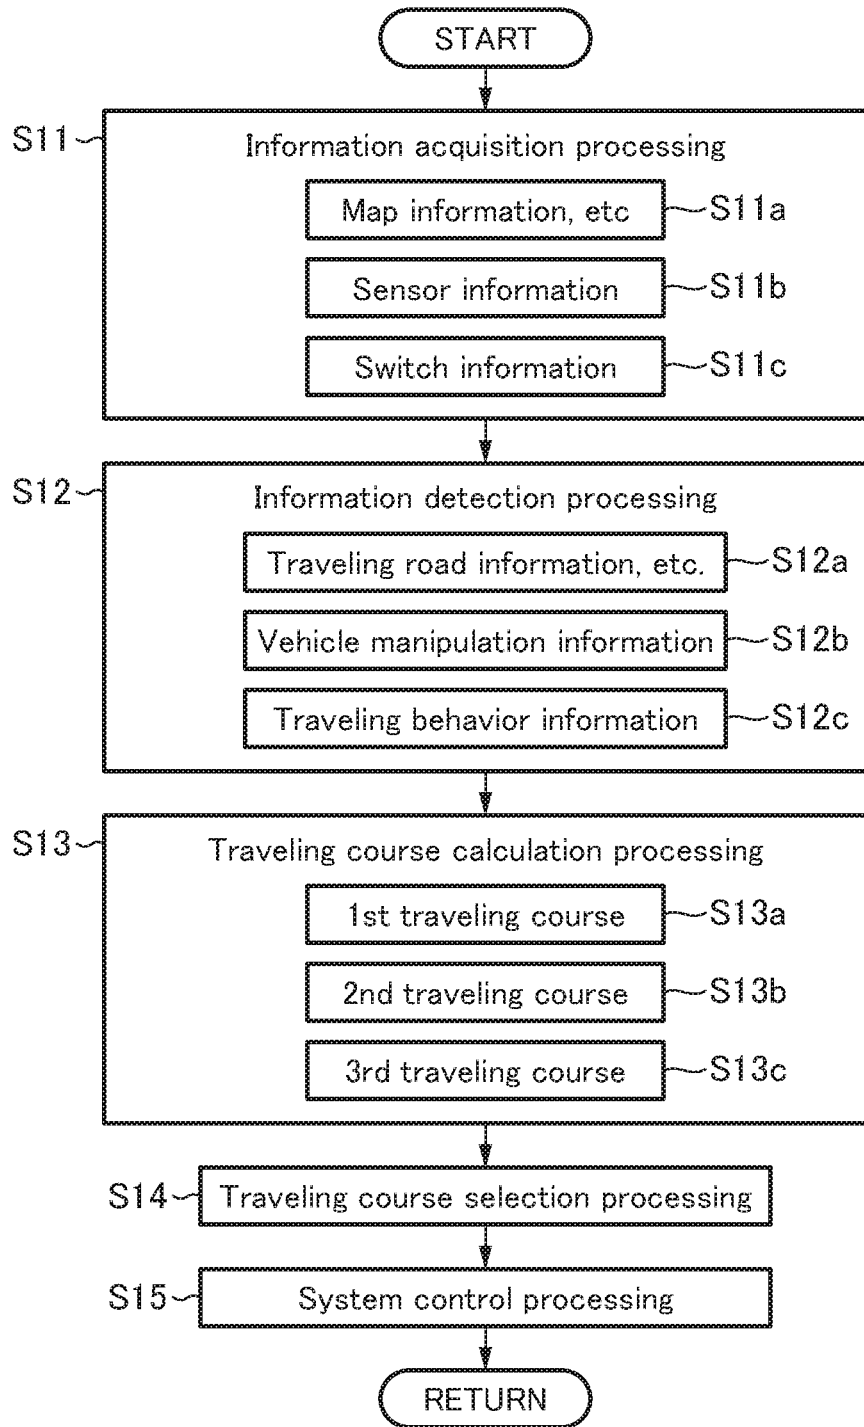 START
S11
Information acquisition processing
Map information, etc
S11a
Sensor information
S11b
Switch information
S11c
S12
Information detection processing
Traveling road information, etc.
S12a
Vehicle manipulation information
S12b
Traveling behavior information
S12c
S13
Traveling course calculation processing
1st traveling course
S13a
2nd traveling course
S13b
3rd traveling course
S13c
S14
Traveling course selection processing
S15
System control processing
RETURN